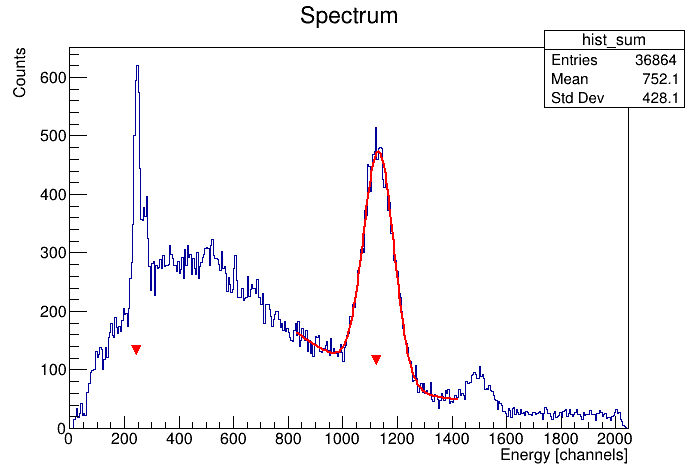 Spectrum
hist_sum
Entries 36864
Mean 752.1
Std Dev 428.1
Counts
600
500
400
300
200
100
0
0 200 400 600 800 1000 1200 1400 1600 1800 2000
Energy [channels]